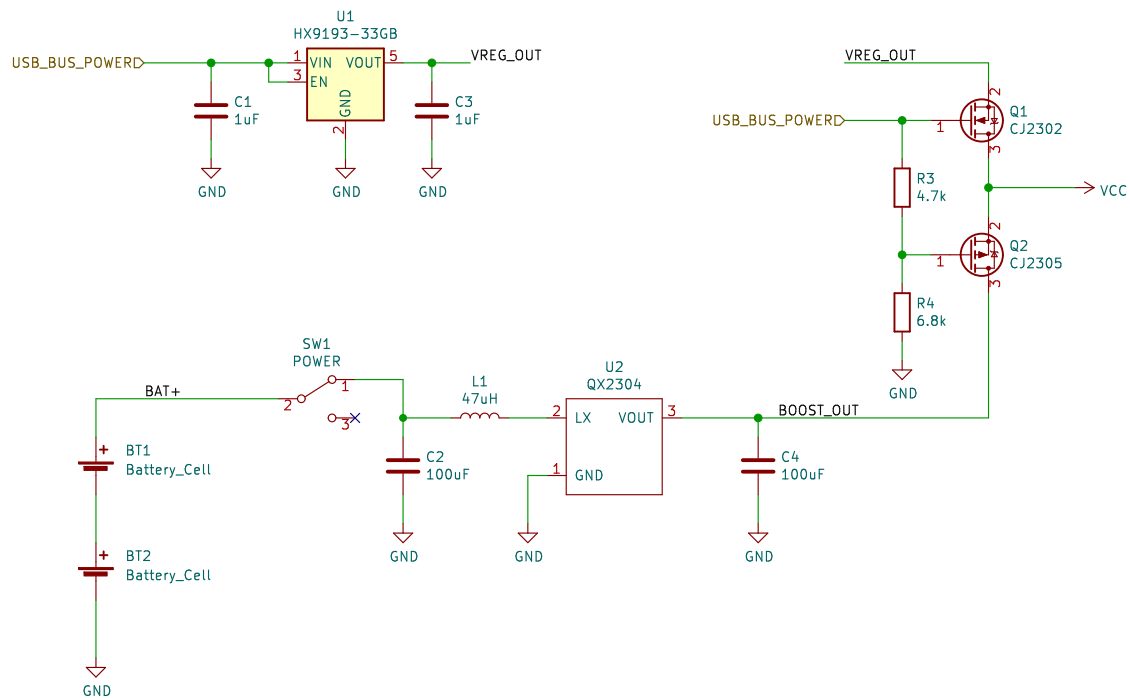 U1
HX9193-33GB
USB_BUS_POWER
1
VIN
VOUT
5
VREG_OUT
3
EN
GND
2
C1
1uF
C3
1uF
GND
GND
GND
VREG_OUT
2
Q1
CJ2302
USB_BUS_POWER
1
3
R3
4.7k
VCC
2
Q2
CJ2305
1
3
R4
6.8k
GND
SW1
POWER
BAT+
2
1
3
L1
47uH
U2
QX2304
2
LX
VOUT
3
BOOST_OUT
1
GND
C2
100uF
C4
100uF
GND
GND
GND
+
BT1
Battery_Cell
+
BT2
Battery_Cell
GND